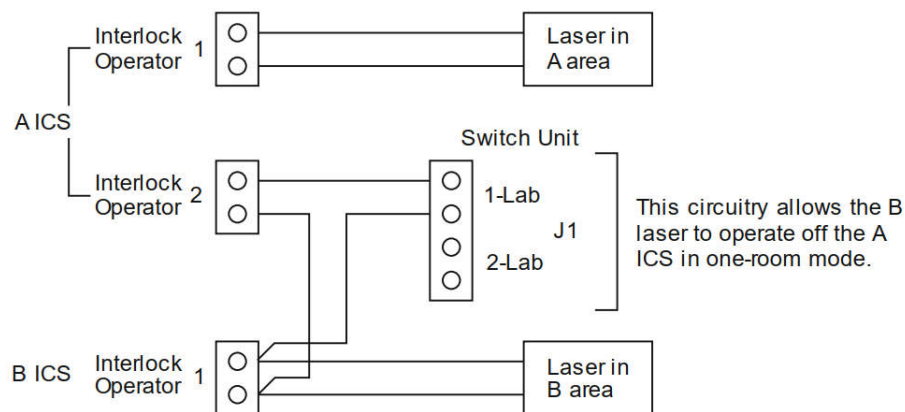 Interlock
Operator 1
Laser in
A area
A ICS
Switch Unit
Interlock
Operator 2
1-Lab
J1
2-Lab
This circuitry allows the B
laser to operate off the A
ICS in one-room mode.
B ICS
Interlock
Operator 1
Laser in
B area